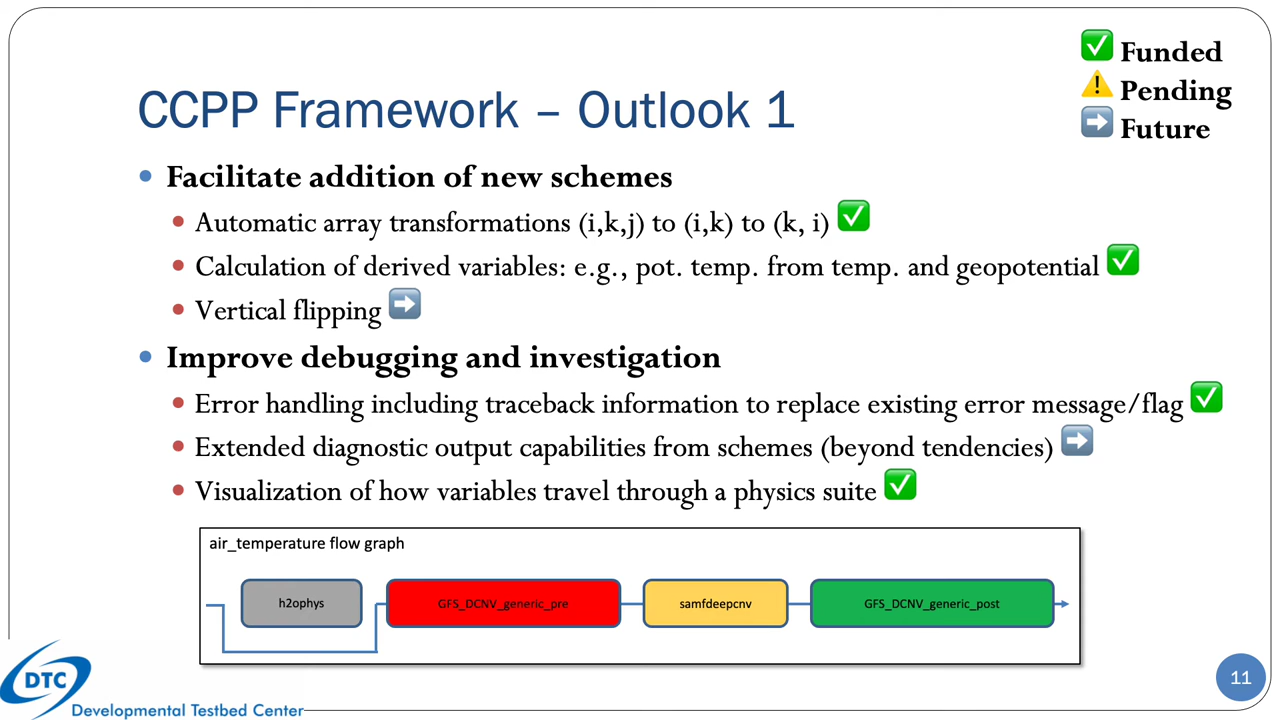 Funded
Pending
Future
CCPP Framework – Outlook 1
Facilitate addition of new schemes
Automatic array transformations (i,k,j) to (i,k) to (k, i)
Calculation of derived variables: e.g., pot. temp. from temp. and geopotential
Vertical flipping
Improve debugging and investigation
Error handling including traceback information to replace existing error message/flag
Extended diagnostic output capabilities from schemes (beyond tendencies)
Visualization of how variables travel through a physics suite
air_temperature flow graph
h2ophys GFS_DCNV_generic_pre samfdeepcnv GFS_DCNV_generic_post
DTC
Developmental Testbed Center
11